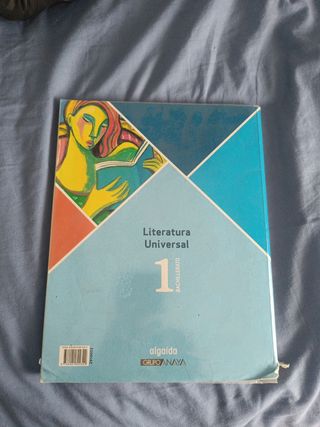 Literatura
Universal
1
BACHILLERATO
algaida
GRUPO ANAYA